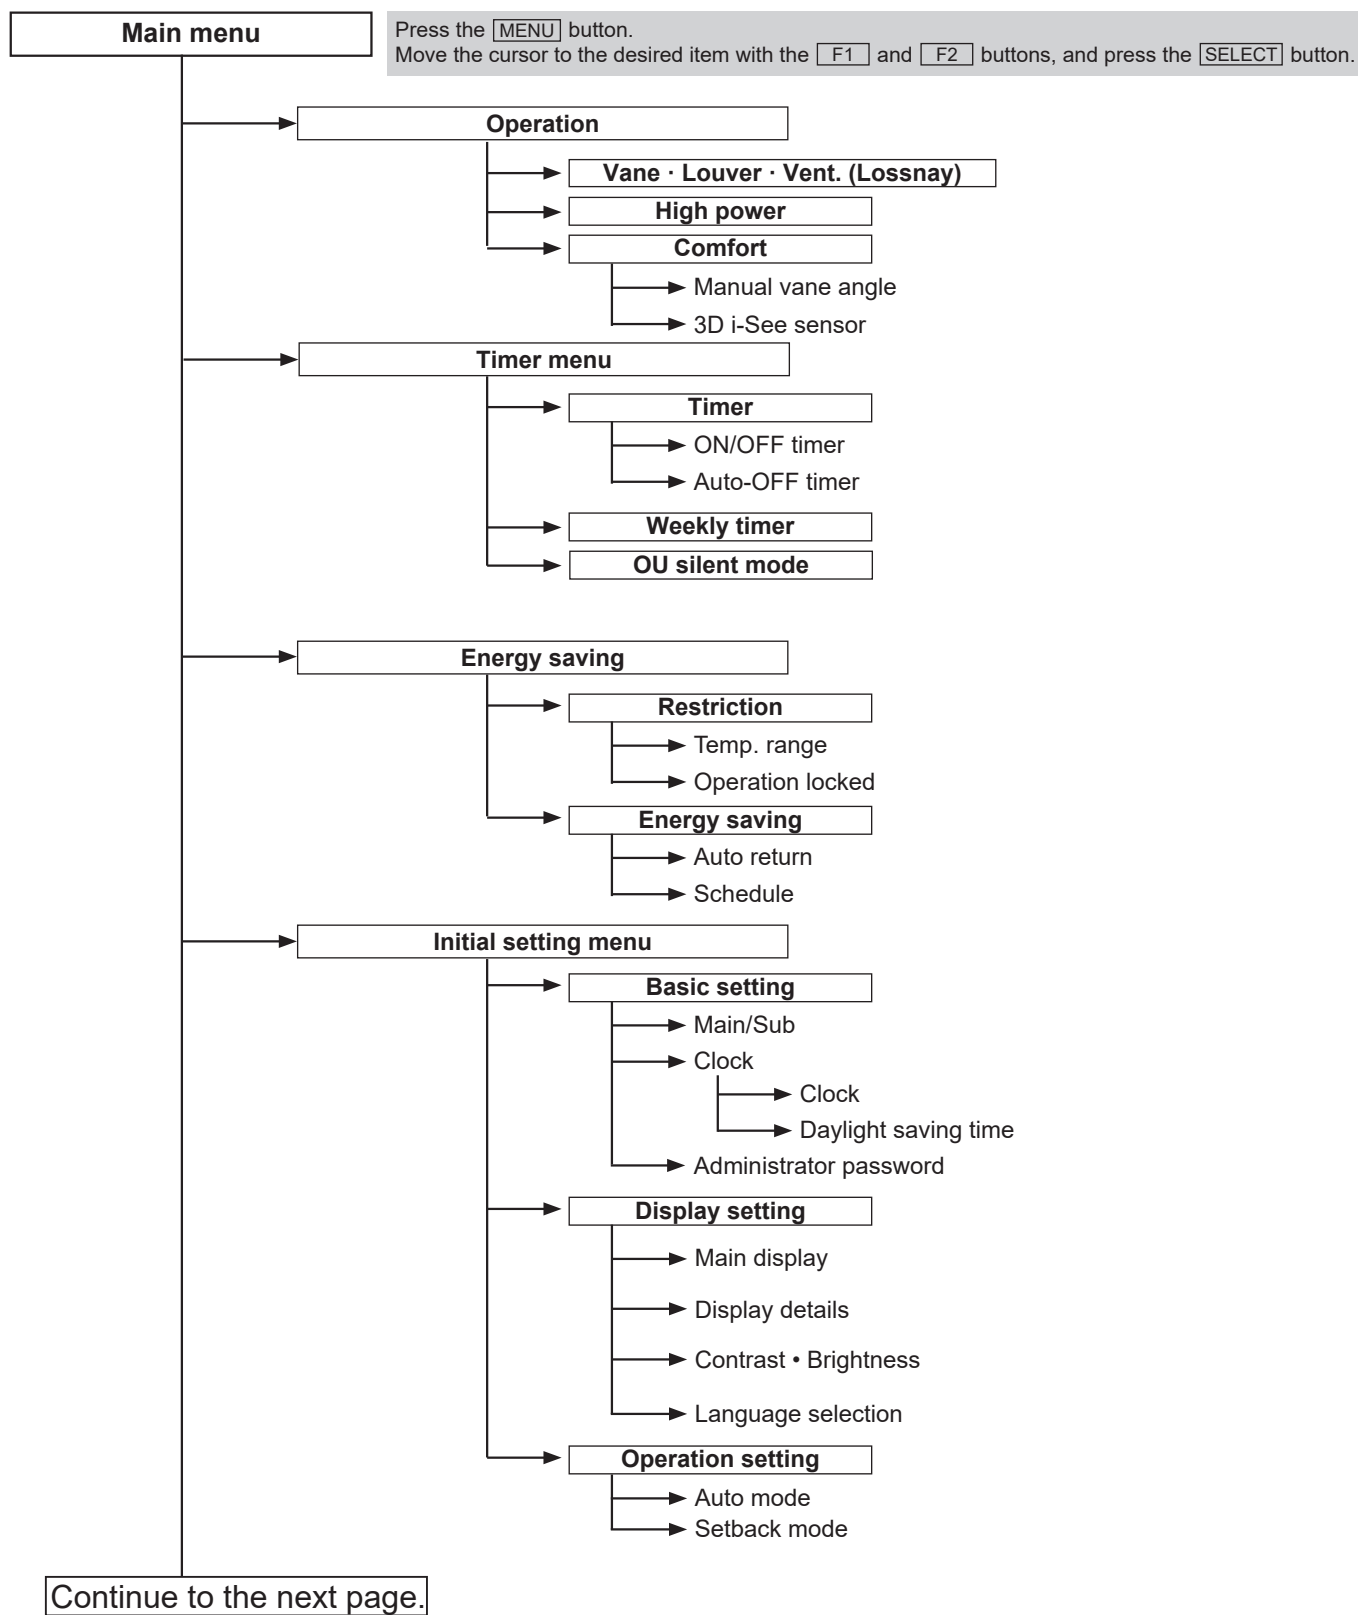 Main menu
Press the MENU button.
Move the cursor to the desired item with the F1 and F2 buttons, and press the SELECT button.
Operation
Vane · Louver · Vent. (Lossnay)
High power
Comfort
Manual vane angle
3D i-See sensor
Timer menu
Timer
ON/OFF timer
Auto-OFF timer
Weekly timer
OU silent mode
Energy saving
Restriction
Temp. range
Operation locked
Energy saving
Auto return
Schedule
Initial setting menu
Basic setting
Main/Sub
Clock
Clock
Daylight saving time
Administrator password
Display setting
Main display
Display details
Contrast • Brightness
Language selection
Operation setting
Auto mode
Setback mode
Continue to the next page.